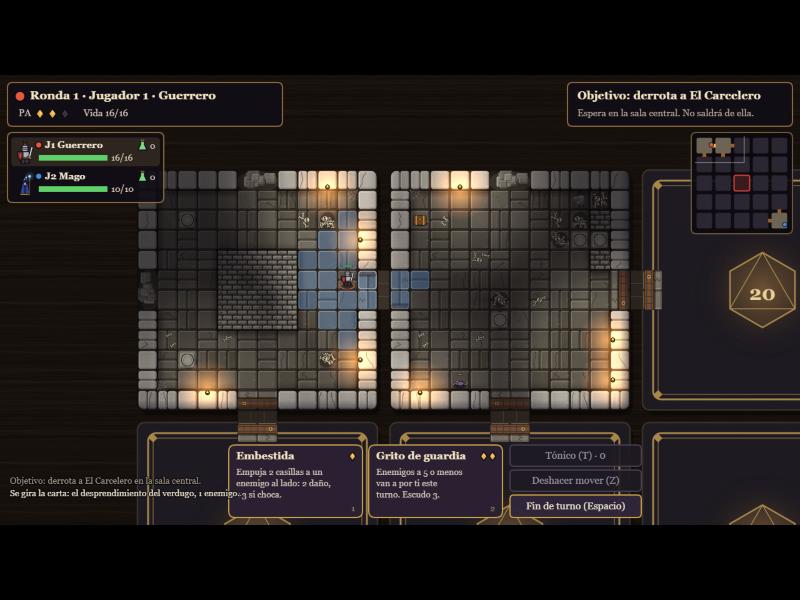 Ronda 1 · Jugador 1 · Guerrero
PA
Vida 16/16
Objetivo: derrota a El Carcelero
Espera en la sala central. No saldrá de ella.
J1 Guerrero
0
16/16
J2 Mago
0
10/10
20
Objetivo: derrota a El Carcelero en la sala central.
Se gira la carta: el desprendimiento del verdugo, 1 enemigo.
Embestida
Empuja 2 casillas a un
enemigo al lado: 2 daño,
+3 si choca.
1
Grito de guardia
Enemigos a 5 o menos
van a por ti este
turno. Escudo 3.
2
Tónico (T) · 0
Deshacer mover (Z)
Fin de turno (Espacio)